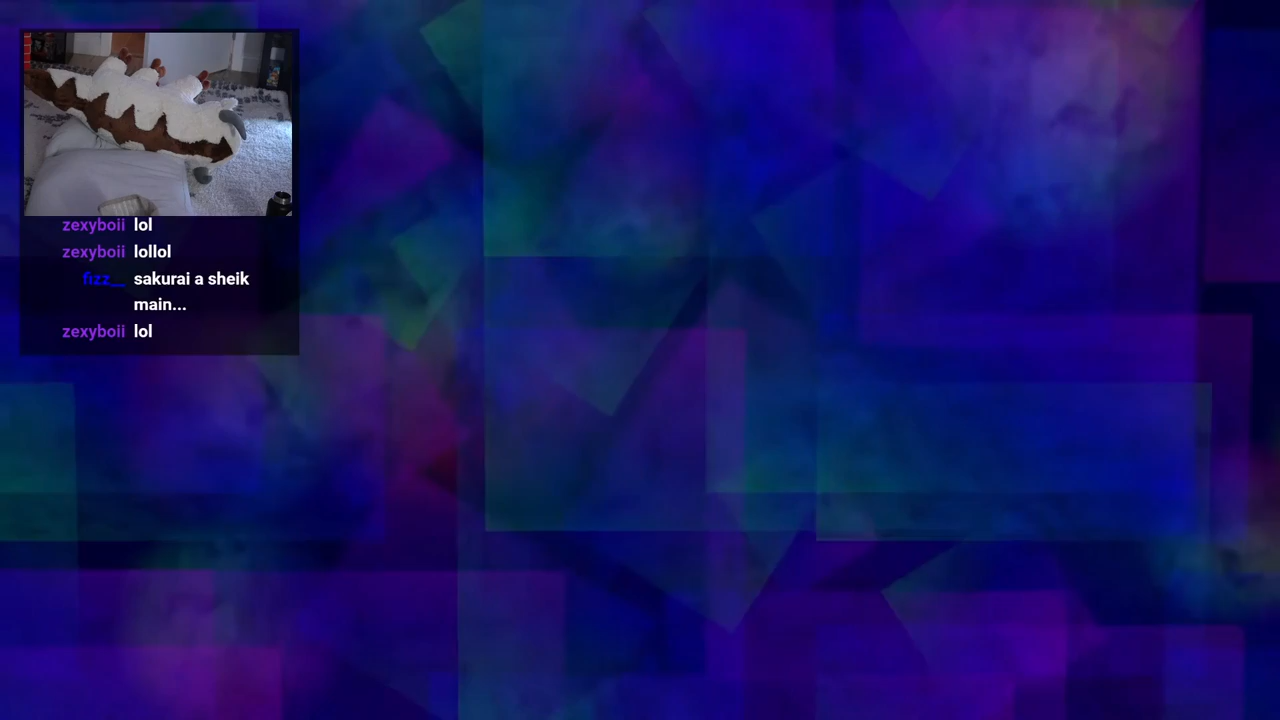 zexyboii lol
zexyboii lollol
fizz__ sakurai a sheik
main...
zexyboii lol